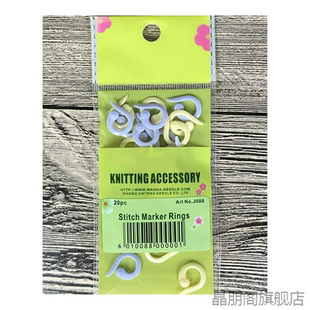 KNITTING ACCESSORY
HTTP://WWW.WANDA-NEEDLE.COM
NINGBO XINTENG NEEDLE CO.,LTD
20pc Art No.J088
Stitch Marker Rings
6 010088 000001
晶朋阁旗舰店